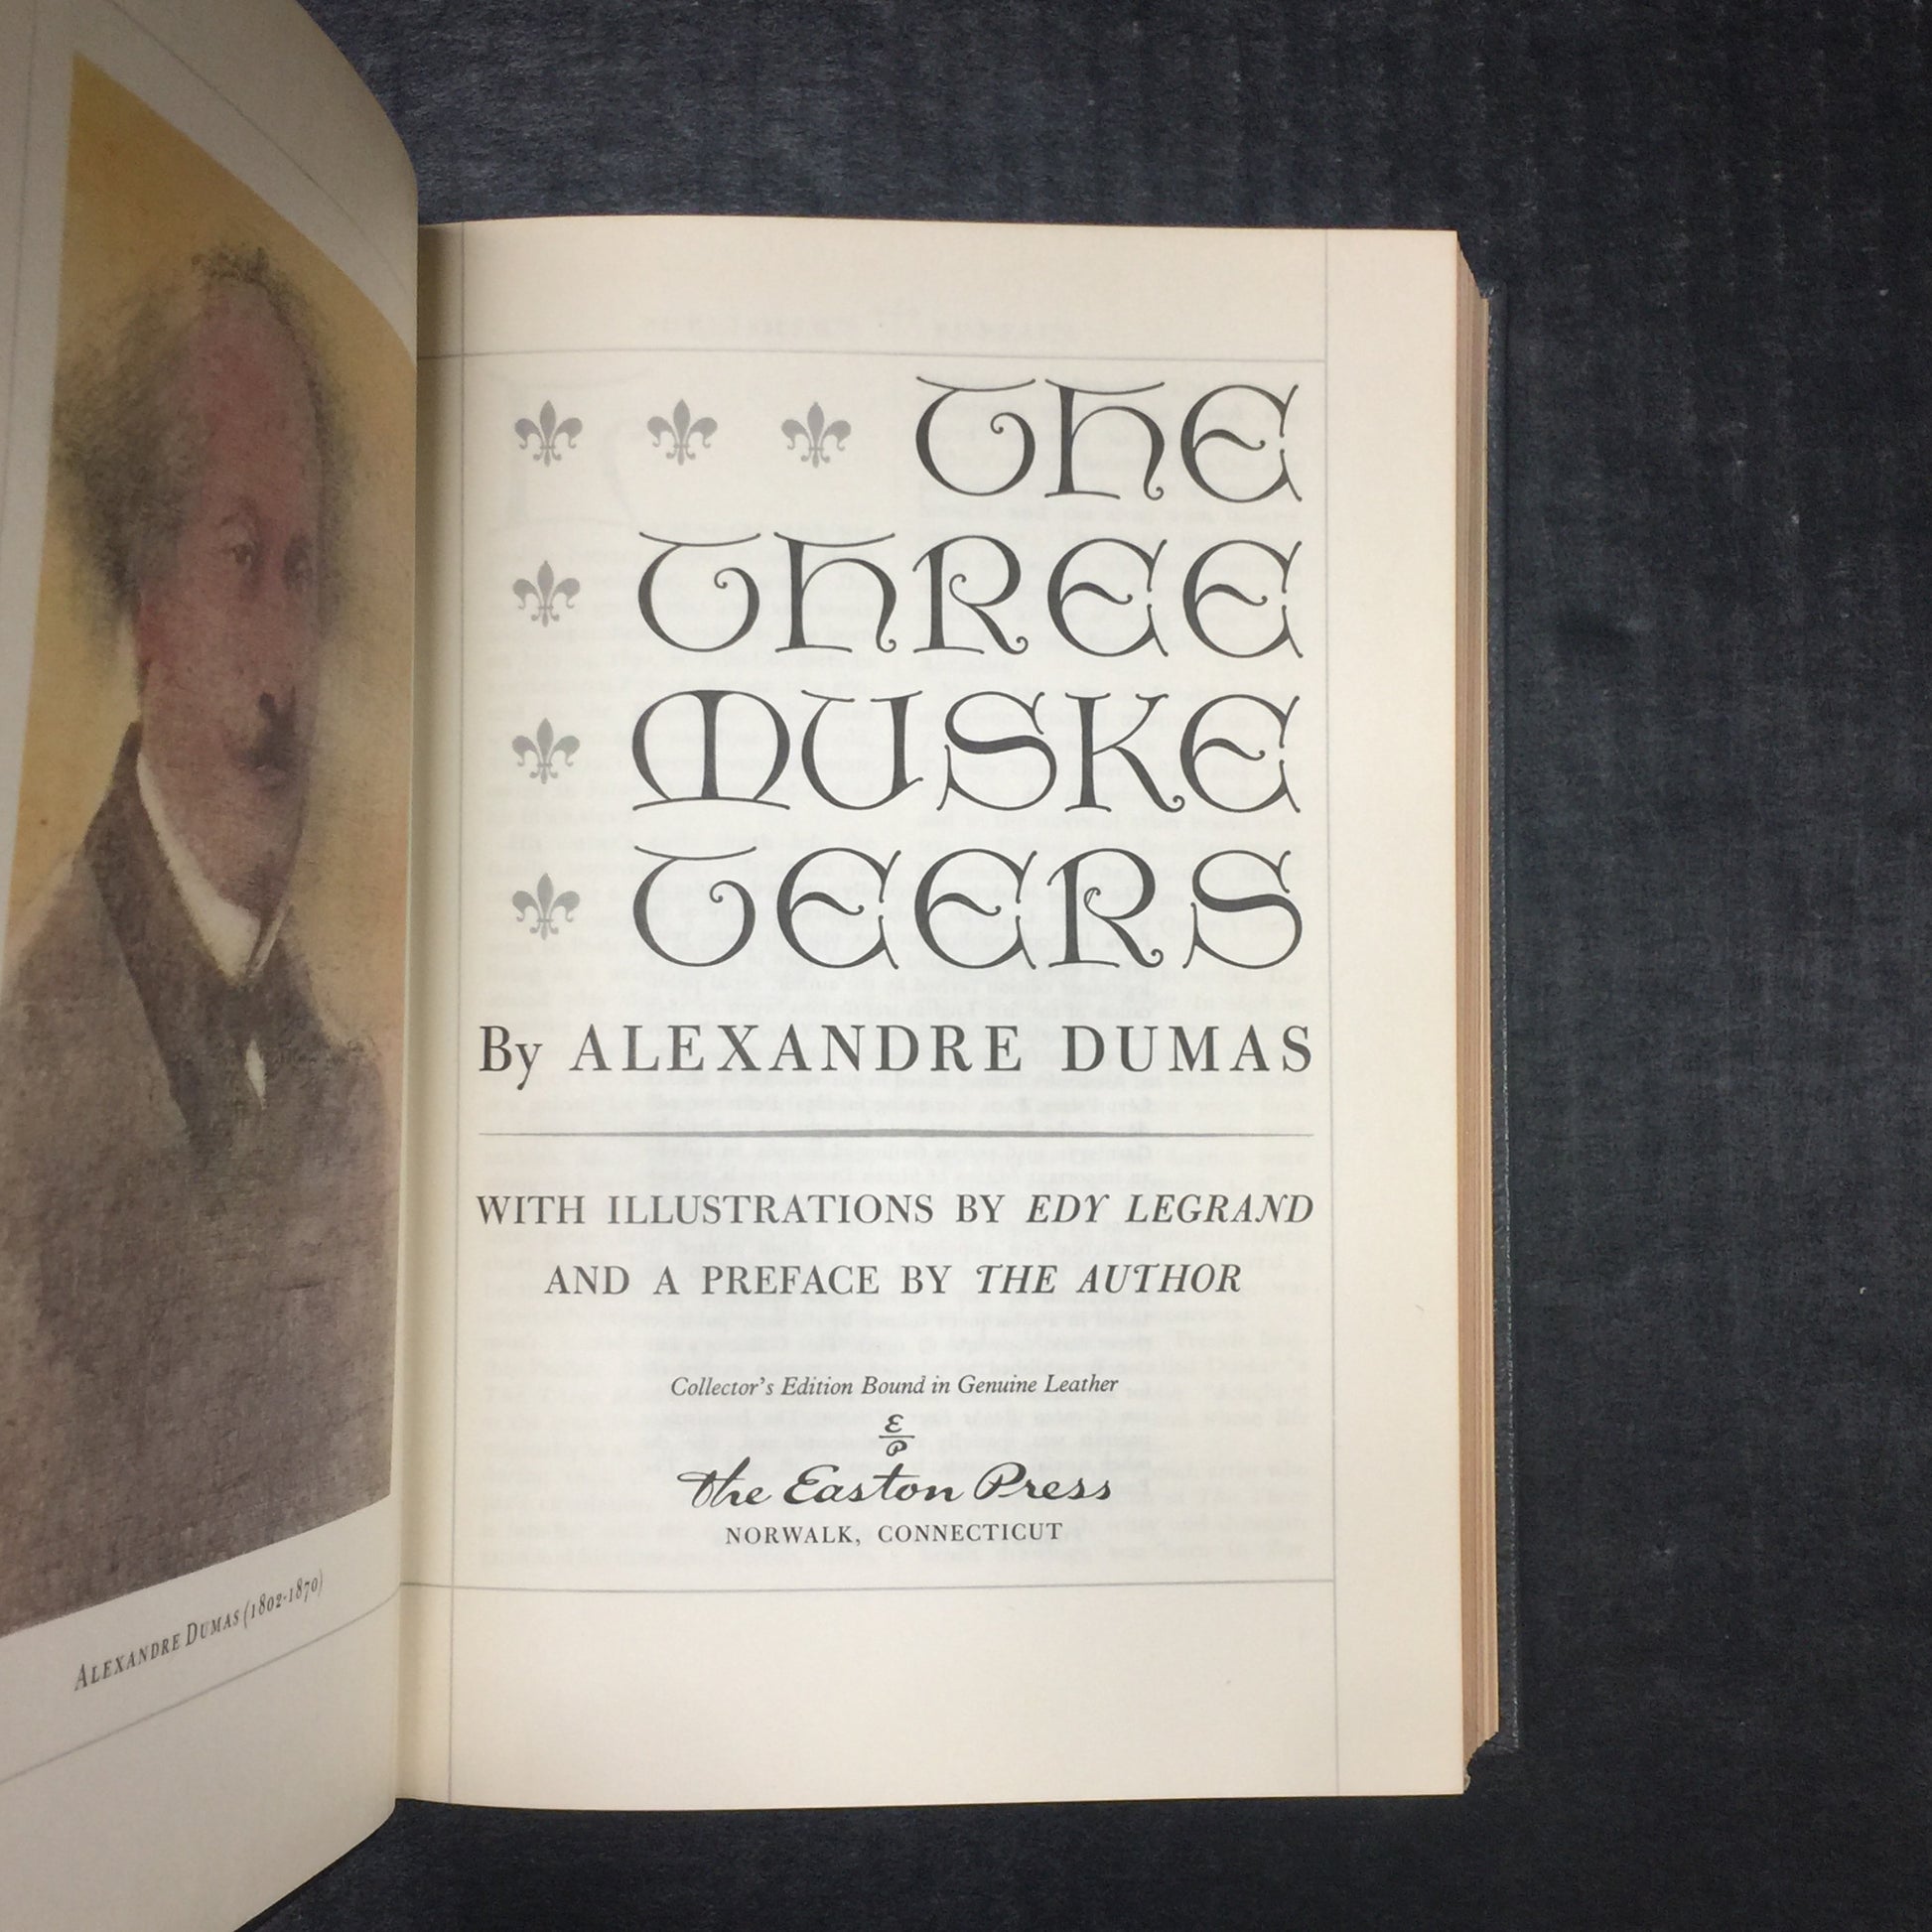 ALEXANDRE DUMAS (1802-1870)
THE
THREE
MUSKE
TEERS
By ALEXANDRE DUMAS
WITH ILLUSTRATIONS BY EDY LEGRAND
AND A PREFACE BY THE AUTHOR
Collector's Edition Bound in Genuine Leather
E
P
The Easton Press
NORWALK, CONNECTICUT